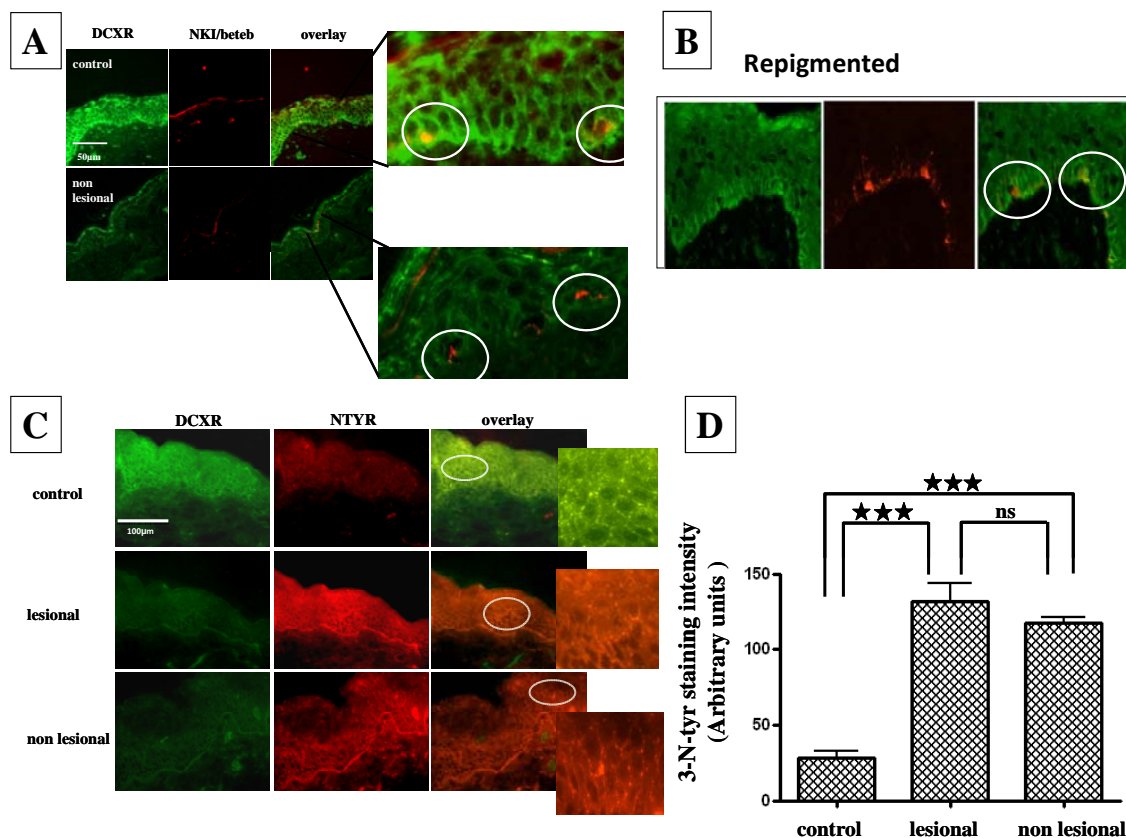 A
DCXR NKI/beteb overlay
control
50µm
non
lesional
B
Repigmented
C
DCXR NTYR overlay
control
100µm
lesional
non lesional
D
★★★
★★★ ns
3-N-tyr staining intensity
(Arbitrary units )
150
100
50
0
control lesional non lesional